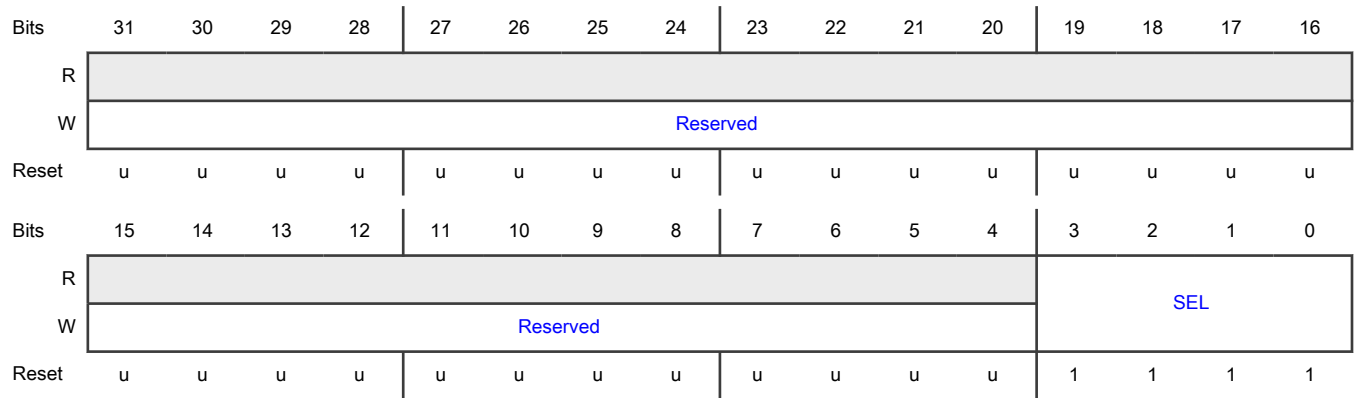 Bits 31 30 29 28 27 26 25 24 23 22 21 20 19 18 17 16
R
W Reserved
Reset u u u u u u u u u u u u u u u u
Bits 15 14 13 12 11 10 9 8 7 6 5 4 3 2 1 0
R
SEL
W Reserved
Reset u u u u u u u u u u u u 1 1 1 1